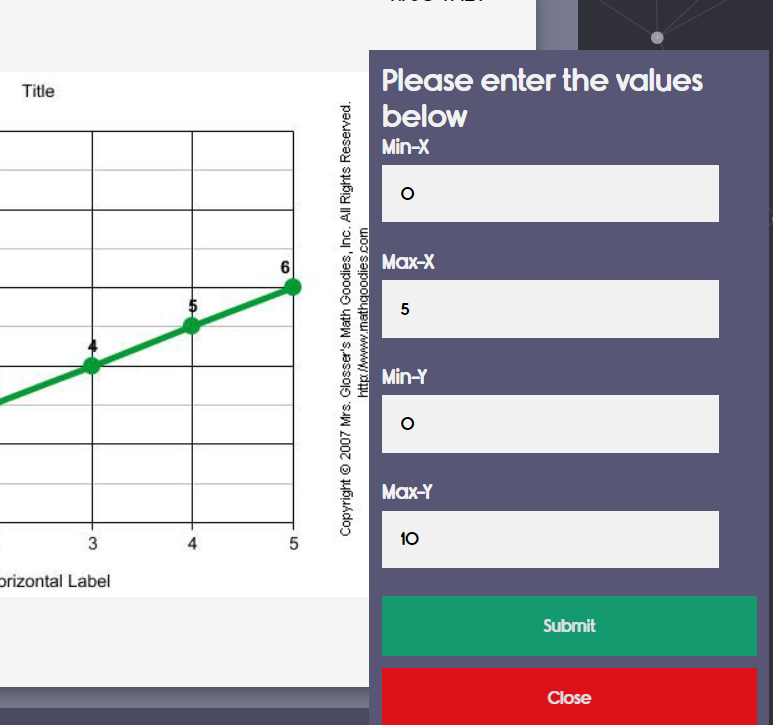 Title
6
5
4
3
4
5
orizontal Label
Copyright © 2007 Mrs. Glosser's Math Goodies, Inc. All Rights Reserved.
http://www.mathgoodies.com
Please enter the values
below
Min-X
0
Max-X
5
Min-Y
0
Max-Y
10
Submit
Close